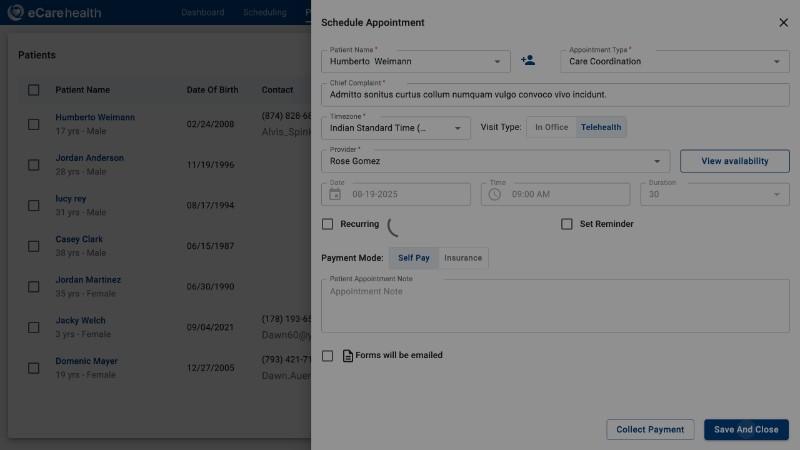 eCarehealth Dashboard Scheduling
Patients
Patient Name Date Of Birth Contact
Humberto Weimann
17 yrs - Male
02/24/2008
(874) 828-68
Alvis_Spink
Jordan Anderson
28 yrs - Male
11/19/1996
lucy rey
31 yrs - Male
08/17/1994
Casey Clark
38 yrs - Male
06/15/1987
Jordan Martinez
35 yrs - Female
06/30/1990
Jacky Welch
3 yrs - Female
09/04/2021
(178) 193-65
Dawn60@y
Domenic Mayer
19 yrs - Female
12/27/2005
(793) 421-71
Dawn.Auer
Schedule Appointment
Patient Name *
Humberto Weimann
Appointment Type *
Care Coordination
Chief Complaint *
Admitto sonitus curtus collum numquam vulgo convoco vivo incidunt.
Timezone *
Indian Standard Time (...
Visit Type: In Office Telehealth
Provider *
Rose Gomez
View availability
Date
08-19-2025
Time
09:00 AM
Duration
30
Recurring
Set Reminder
Payment Mode: Self Pay Insurance
Patient Appointment Note
Appointment Note
Forms will be emailed
Collect Payment Save And Close